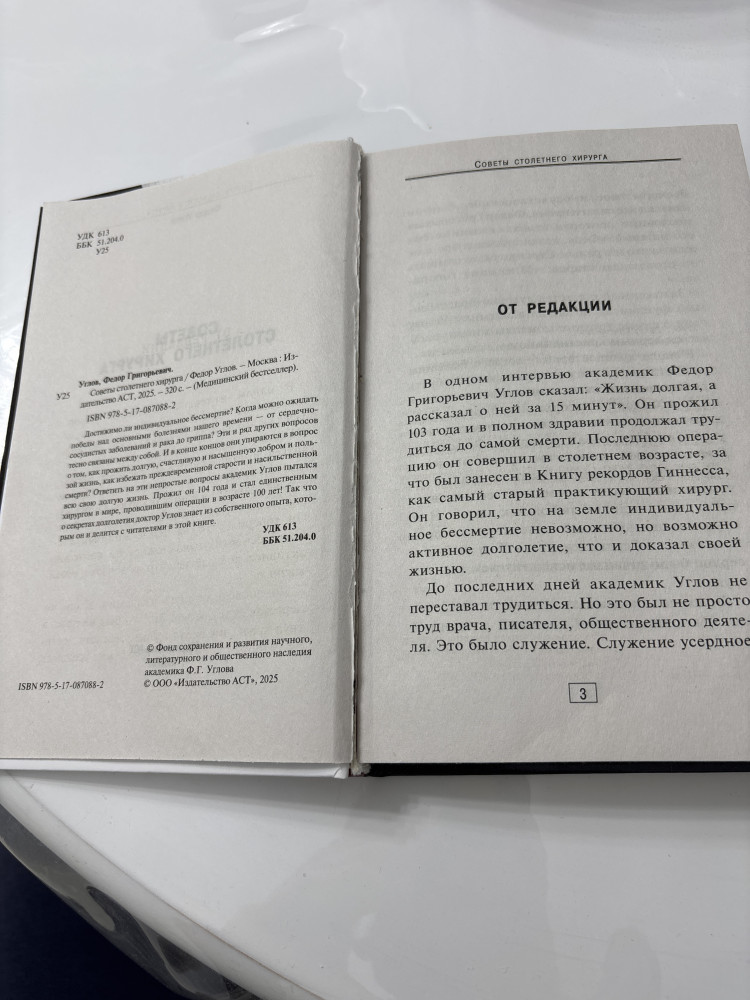 УДК 613
ББК 51.204.0
У25
Углов, Федор Григорьевич.
У25 Советы столетнего хирурга / Федор Углов. – Москва : Из-
дательство АСТ, 2025. – 320 с. – (Медицинский бестселлер).
ISBN 978-5-17-087088-2
Достижимо ли индивидуальное бессмертие? Когда можно ожидать
победы над основными болезнями нашего времени — от сердечно-
сосудистых заболеваний и рака до гриппа? Эти и ряд других вопросов
тесно связаны между собой. И в конце концов они упираются в вопрос
о том, как прожить долгую, счастливую и насыщенную добром и поль-
зой жизнь, как избежать преждевременной старости и насильственной
смерти? Ответить на эти непростые вопросы академик Углов пытался
всю свою долгую жизнь. Прожил он 104 года и стал единственным
хирургом в мире, проводившим операции в возрасте 100 лет! Так что
о секретах долголетия доктор Углов знает из собственного опыта, кото-
рым он и делится с читателями в этой книге.
УДК 613
ББК 51.204.0
© Фонд сохранения и развития научного,
литературного и общественного наследия
академика Ф.Г. Углова
ISBN 978-5-17-087088-2 © ООО «Издательство АСТ», 2025
Советы столетнего хирурга
ОТ РЕДАКЦИИ
В одном интервью академик Федор
Григорьевич Углов сказал: «Жизнь долгая, а
рассказал о ней за 15 минут». Он прожил
103 года и в полном здравии продолжал тру-
диться до самой смерти. Последнюю опера-
цию он совершил в столетнем возрасте, за
что был занесен в Книгу рекордов Гиннесса,
как самый старый практикующий хирург.
Он говорил, что на земле индивидуаль-
ное бессмертие невозможно, но возможно
активное долголетие, что и доказал своей
жизнью.
До последних дней академик Углов не
переставал трудиться. Но это был не просто
труд врача, писателя, общественного деяте-
ля. Это было служение. Служение усердное
3